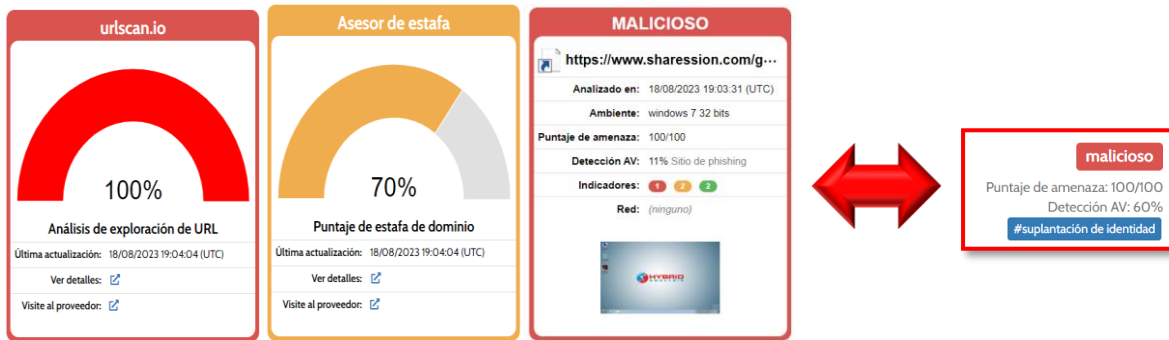 urlscan.io
100%
Análisis de exploración de URL
Última actualización: 18/08/2023 19:04:04 (UTC)
Ver detalles:
Visite al proveedor:
Asesor de estafa
70%
Puntaje de estafa de dominio
Última actualización: 18/08/2023 19:04:04 (UTC)
Ver detalles:
Visite al proveedor:
MALICIOSO
https://www.sharession.com/g···
Analizado en: 18/08/2023 19:03:31 (UTC)
Ambiente: windows 7 32 bits
Puntaje de amenaza: 100/100
Detección AV: 11% Sitio de phishing
Indicadores: 1 2 2
Red: (ninguno)
HYBRID
malicioso
Puntaje de amenaza: 100/100
Detección AV: 60%
#suplantación de identidad